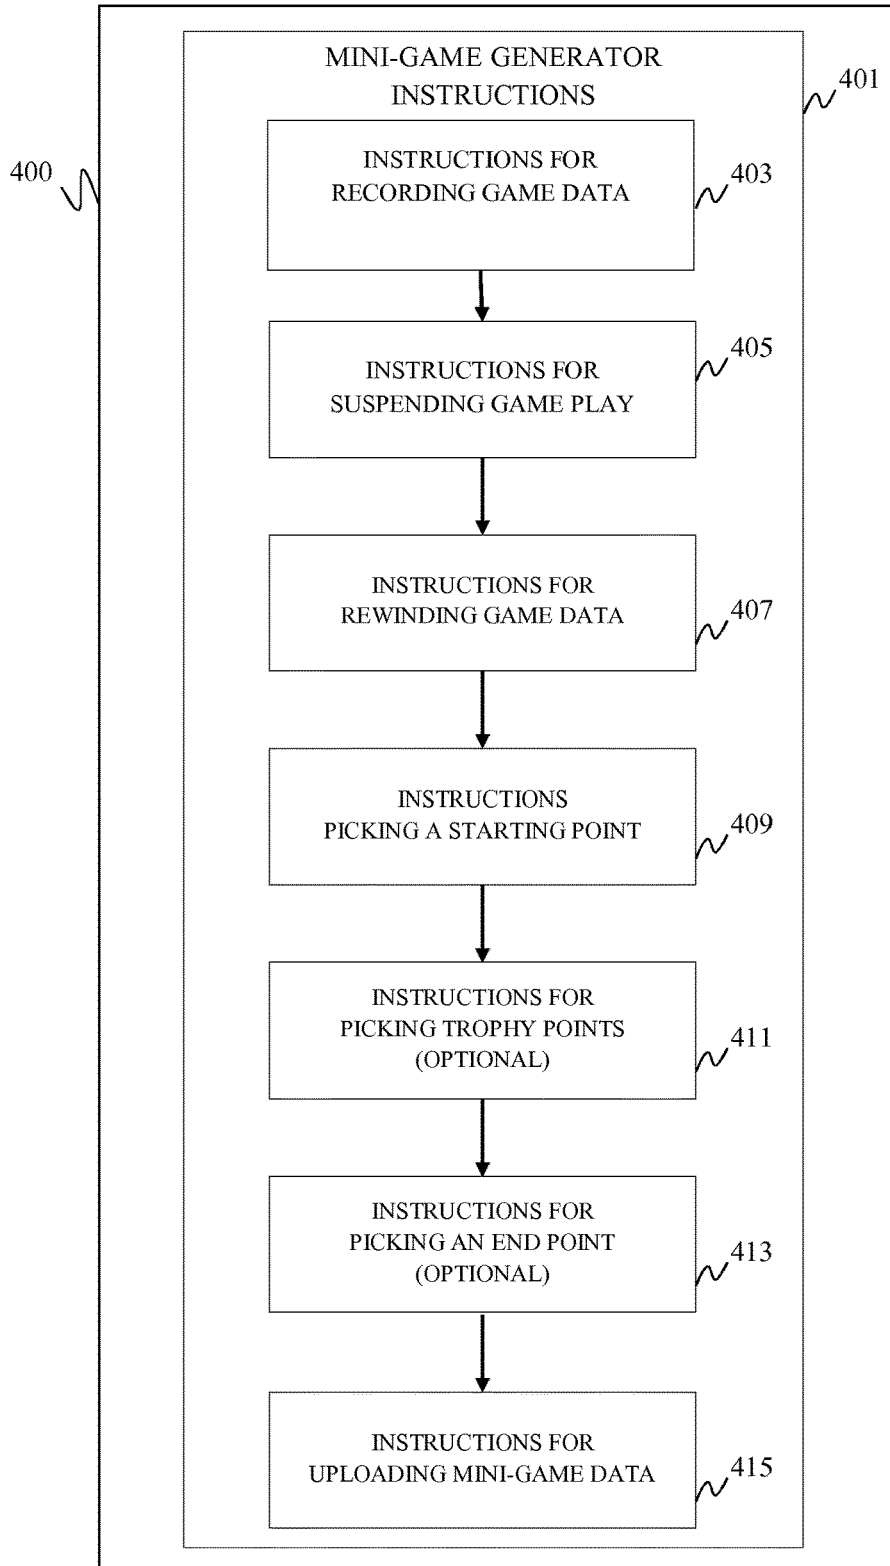 MINI-GAME GENERATOR
INSTRUCTIONS
401
400
INSTRUCTIONS FOR
RECORDING GAME DATA
403
INSTRUCTIONS FOR
SUSPENDING GAME PLAY
405
INSTRUCTIONS FOR
REWINDING GAME DATA
407
INSTRUCTIONS
PICKING A STARTING POINT
409
INSTRUCTIONS FOR
PICKING TROPHY POINTS
(OPTIONAL)
411
INSTRUCTIONS FOR
PICKING AN END POINT
(OPTIONAL)
413
INSTRUCTIONS FOR
UPLOADING MINI-GAME DATA
415